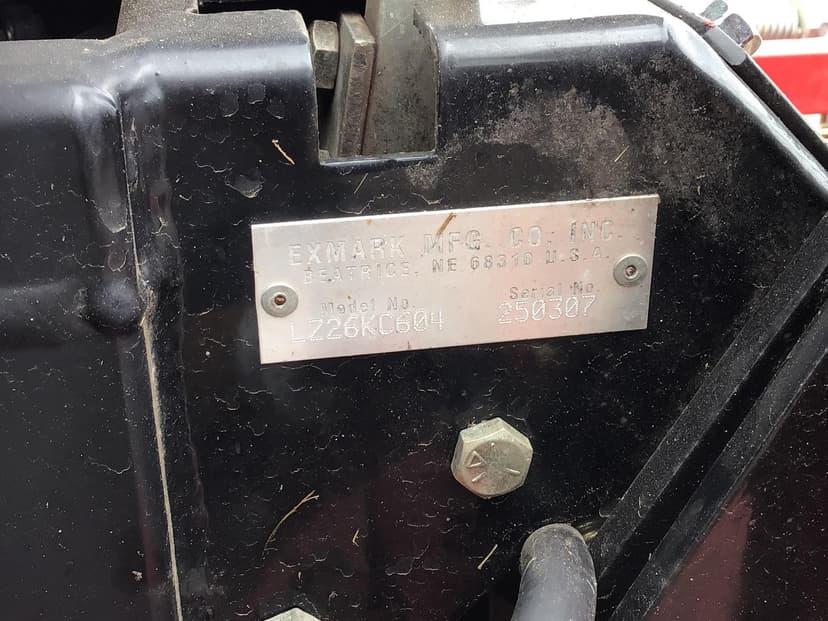 EXMARK MFG. CO. INC.
BEATRICE, NE 68310 U.S.A.
Model No. Serial No.
LZ26KC604 250307